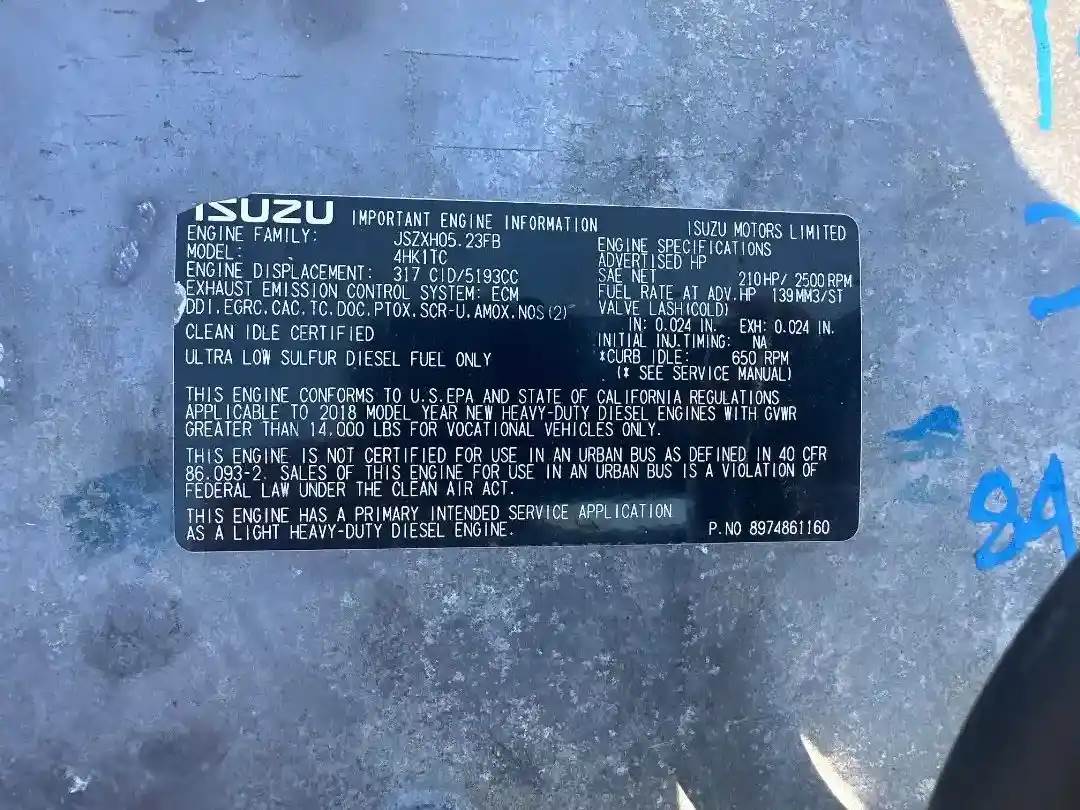 ISUZU IMPORTANT ENGINE INFORMATION ISUZU MOTORS LIMITED
ENGINE FAMILY: JSZXH05.23FB
MODEL: 4HK1TC
ENGINE DISPLACEMENT: 317 CID/5193CC
EXHAUST EMISSION CONTROL SYSTEM: ECM
DDI.EGRC.CAC.TC.DOC.PTOX.SCR-U.AMOX.NOS(2)
CLEAN IDLE CERTIFIED
ULTRA LOW SULFUR DIESEL FUEL ONLY
ENGINE SPECIFICATIONS
ADVERTISED HP
SAE NET 210HP/ 2500RPM
FUEL RATE AT ADV.HP 139MM3/ST
VALVE LASH(COLD)
IN: 0.024 IN. EXH: 0.024 IN.
INITIAL INJ.TIMING: NA
*CURB IDLE: 650 RPM
(* SEE SERVICE MANUAL)
THIS ENGINE CONFORMS TO U.S.EPA AND STATE OF CALIFORNIA REGULATIONS
APPLICABLE TO 2018 MODEL YEAR NEW HEAVY-DUTY DIESEL ENGINES WITH GVWR
GREATER THAN 14,000 LBS FOR VOCATIONAL VEHICLES ONLY.
THIS ENGINE IS NOT CERTIFIED FOR USE IN AN URBAN BUS AS DEFINED IN 40 CFR
86.093-2. SALES OF THIS ENGINE FOR USE IN AN URBAN BUS IS A VIOLATION OF
FEDERAL LAW UNDER THE CLEAN AIR ACT.
THIS ENGINE HAS A PRIMARY INTENDED SERVICE APPLICATION
AS A LIGHT HEAVY-DUTY DIESEL ENGINE. P.NO 8974861160